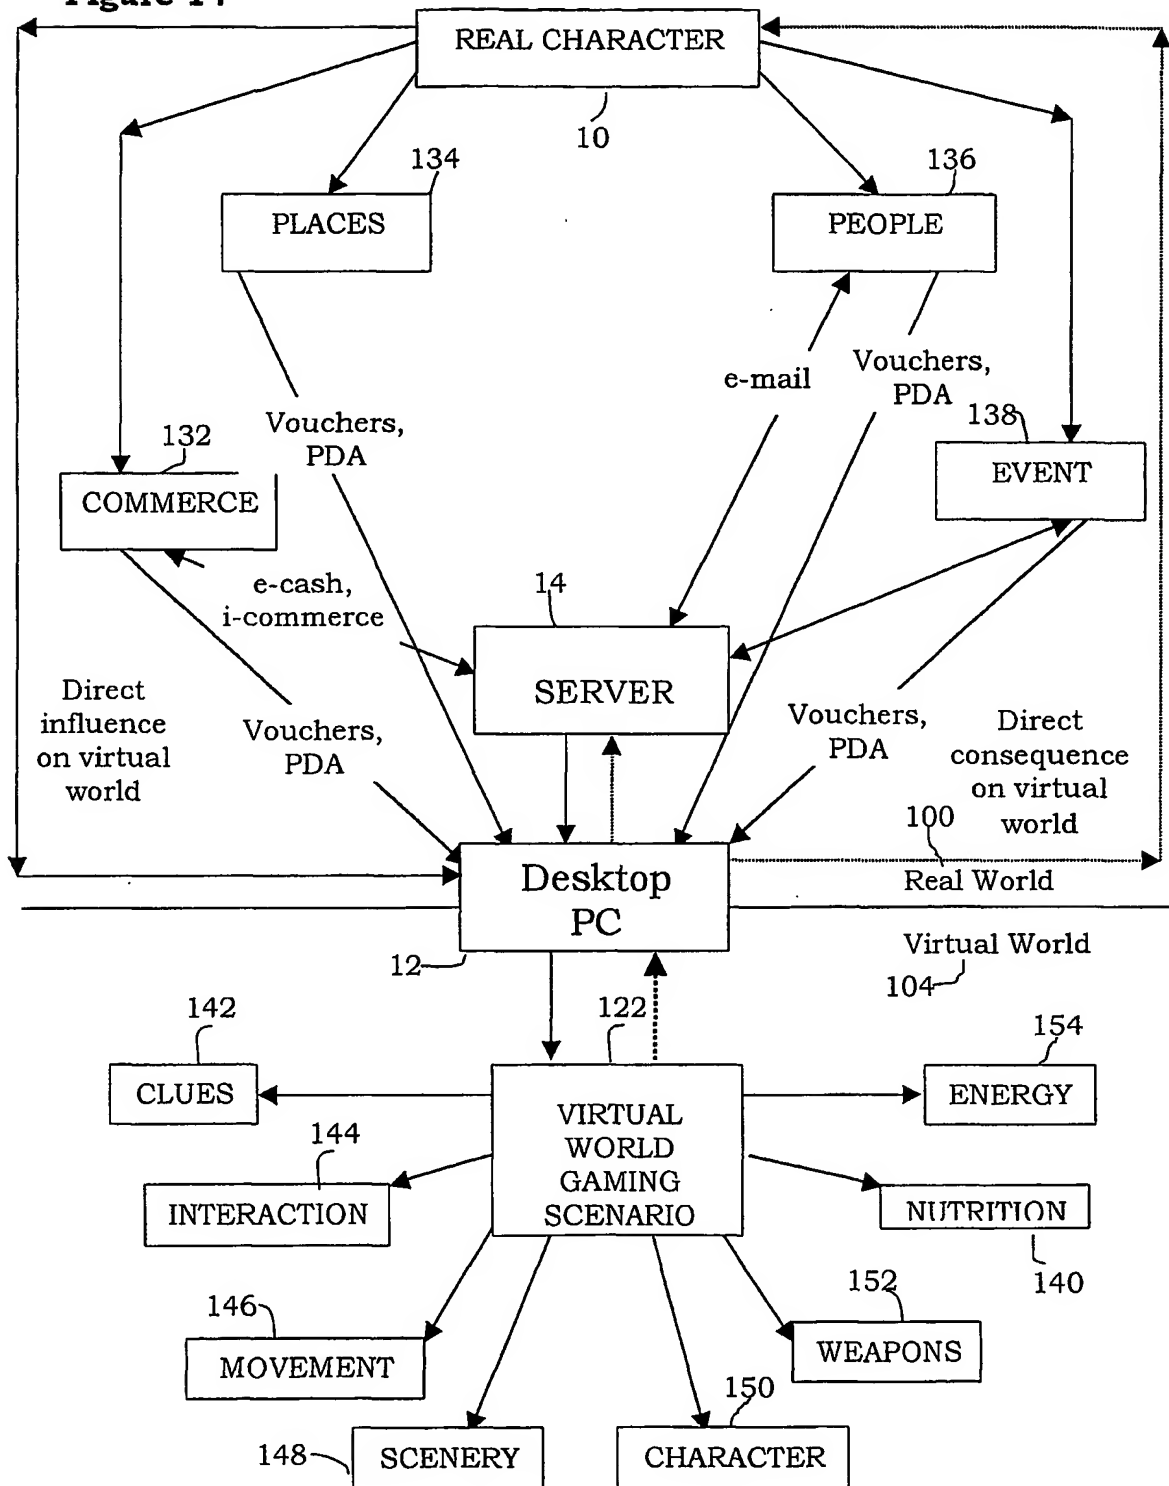 REAL CHARACTER
10
134
136
PLACES
PEOPLE
e-mail
Vouchers,
PDA
Vouchers,
PDA
138
132
EVENT
COMMERCE
e-cash,
i-commerce
14
SERVER
Direct
influence
on virtual
world
Vouchers,
PDA
Vouchers,
PDA
Direct
consequence
on virtual
world
100
Real World
Desktop
PC
12
Virtual World
104
142
122
154
CLUES
VIRTUAL
WORLD
GAMING
SCENARIO
ENERGY
144
INTERACTION
NUTRITION
140
146
152
MOVEMENT
WEAPONS
150
148
SCENERY
CHARACTER